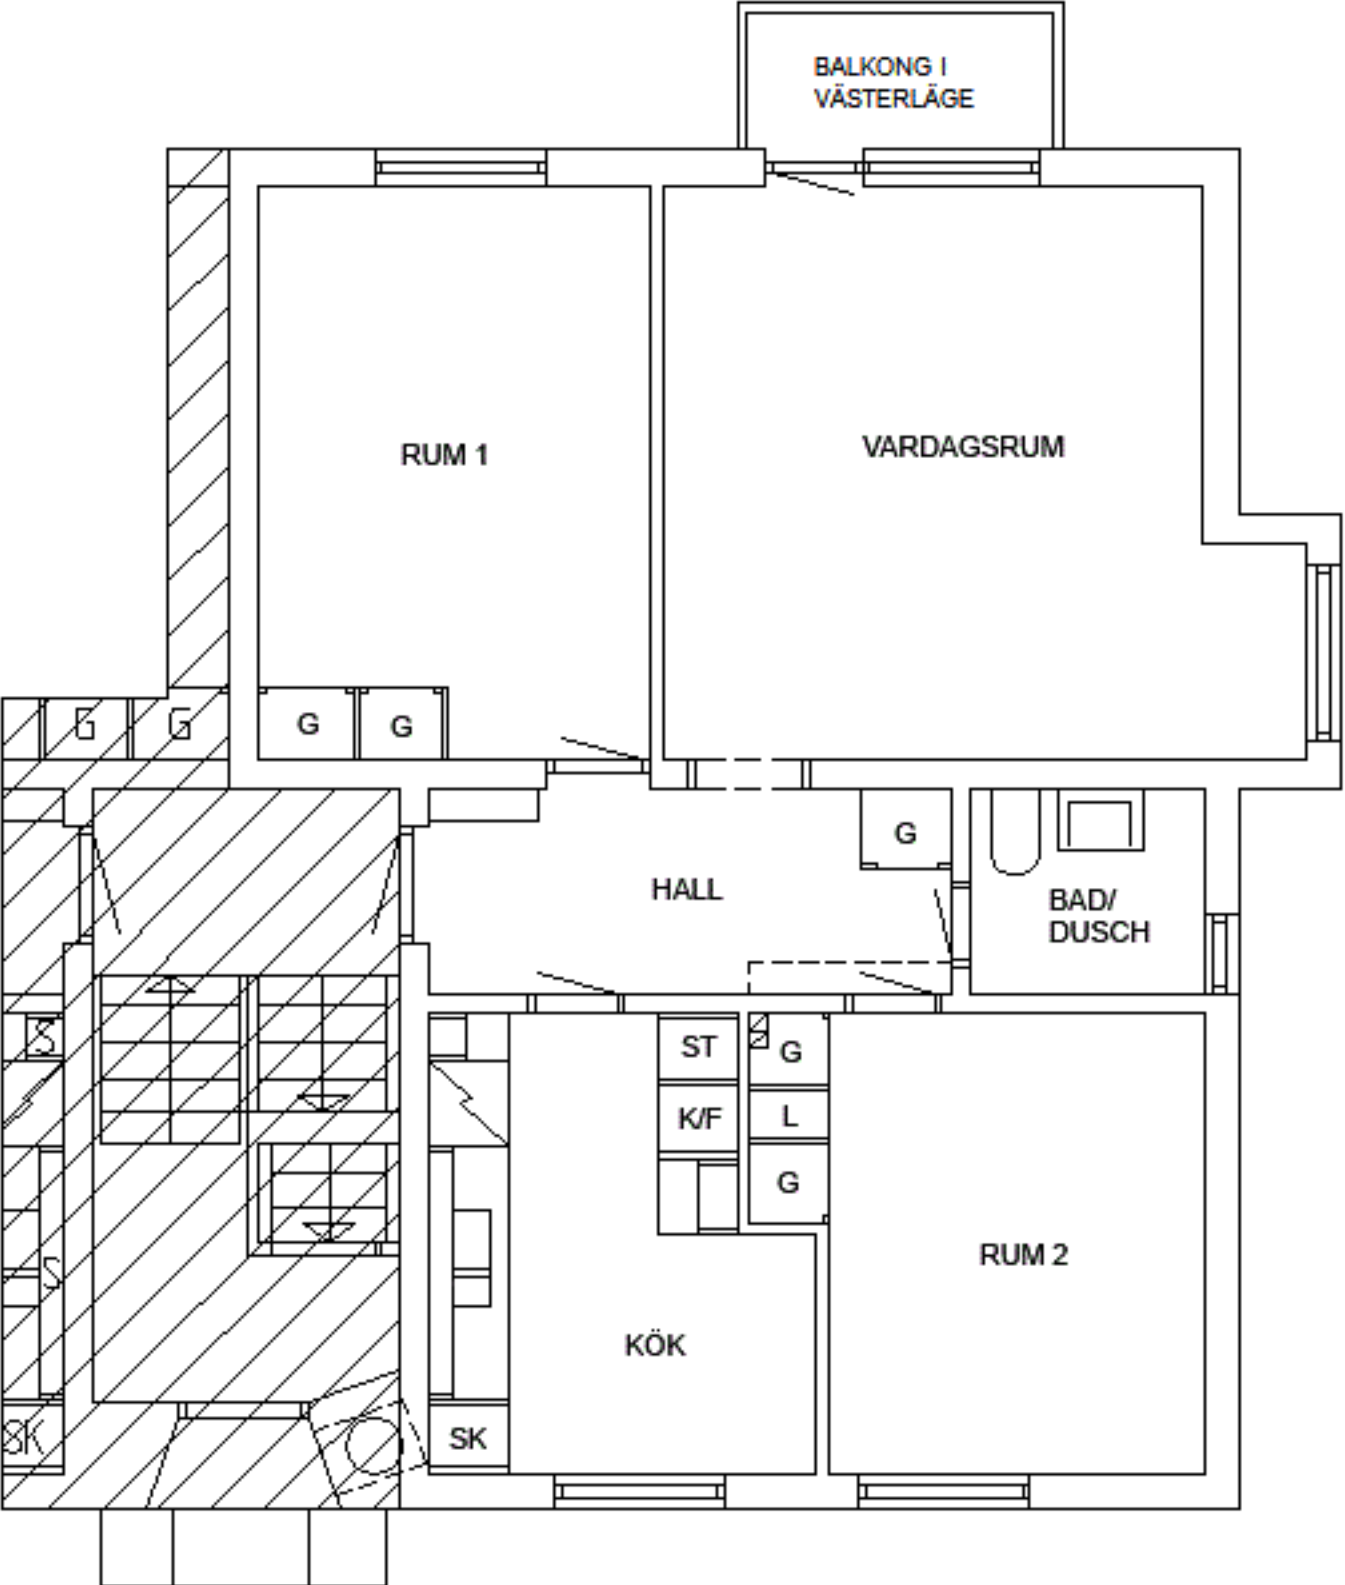 BALKONG I
VÄSTERLÄGE
RUM 1
VARDAGSRUM
G
G
G
G
G
HALL
BAD/
DUSCH
S
ST
G
K/F
L
G
S
RUM 2
KÖK
SK
SK